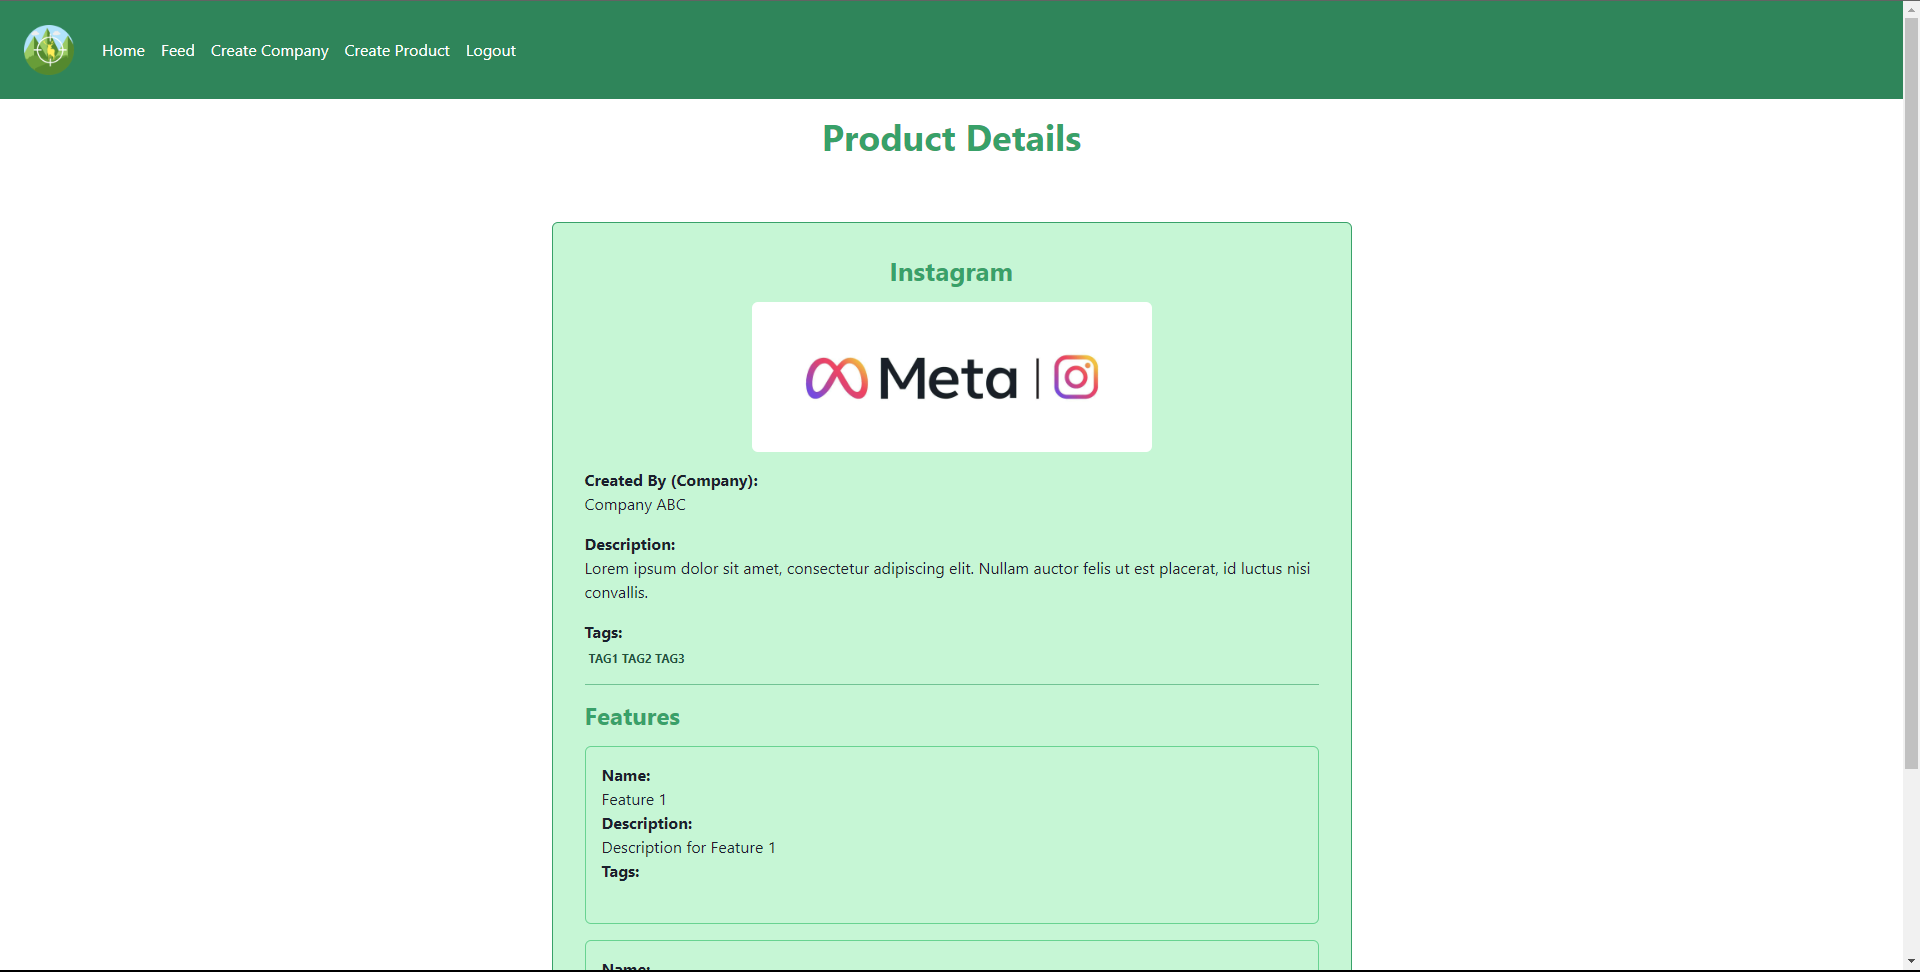 Home Feed Create Company Create Product Logout
Product Details
Instagram
Meta
Created By (Company):
Company ABC
Description:
Lorem ipsum dolor sit amet, consectetur adipiscing elit. Nullam auctor felis ut est placerat, id luctus nisi
convallis.
Tags:
TAG1 TAG2 TAG3
Features
Name:
Feature 1
Description:
Description for Feature 1
Tags:
Name: